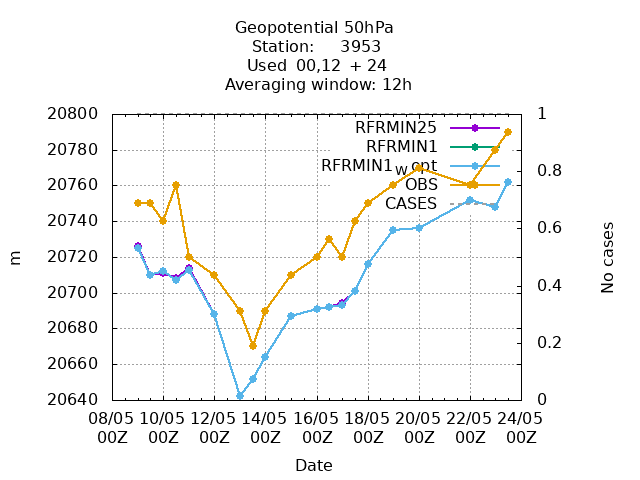 Geopotential 50hPa
Station: 3953
Used 00,12 + 24
Averaging window: 12h
20800
20780
20760
20740
20720
20700
20680
20660
20640
m
1
0.8
0.6
0.4
0.2
0
No cases
RFRMIN25
RFRMIN1
RFRMIN1w opt
OBS
CASES
08/05 10/05 12/05 14/05 16/05 18/05 20/05 22/05 24/05
00Z 00Z 00Z 00Z 00Z 00Z 00Z 00Z 00Z
Date